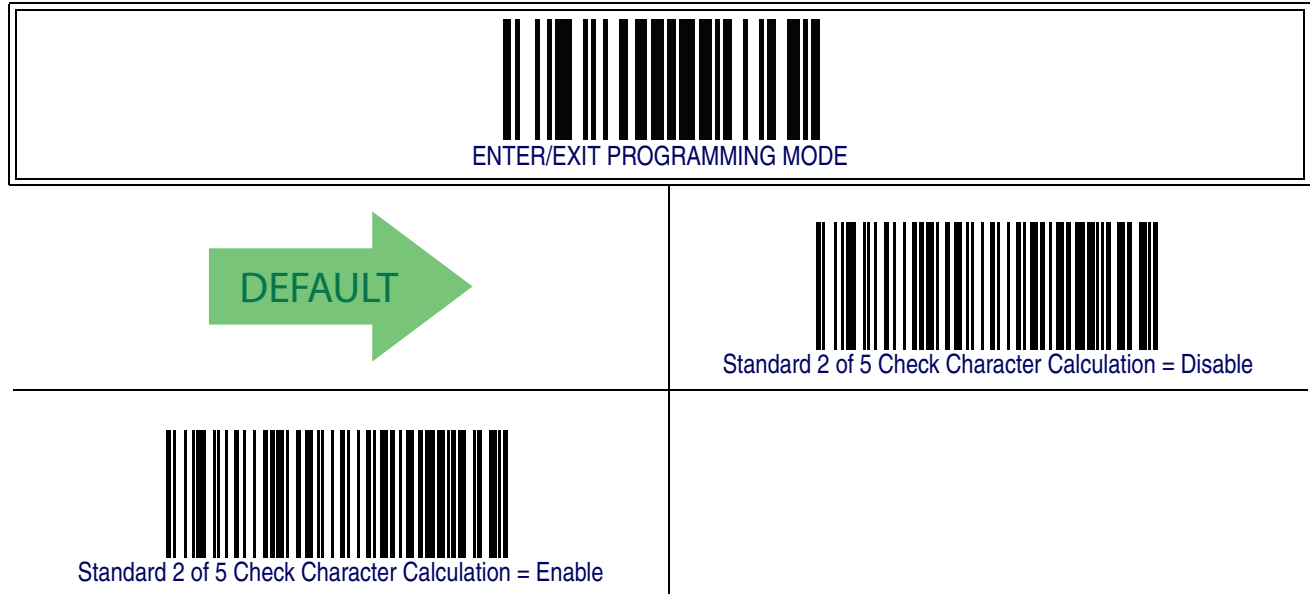 ENTER/EXIT PROGRAMMING MODE
DEFAULT
Standard 2 of 5 Check Character Calculation = Disable
Standard 2 of 5 Check Character Calculation = Enable